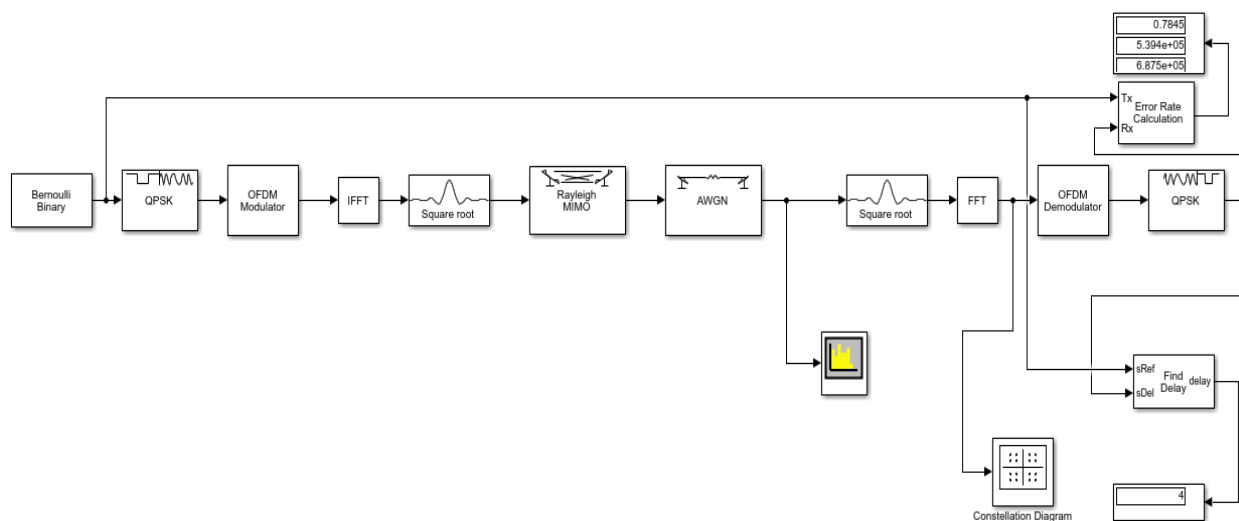 0.7845
5.394e+05
6.875e+05
Tx
Rx
Error Rate
Calculation
Bernoulli
Binary
QPSK
OFDM
Modulator
IFFT
Square root
Rayleigh
MIMO
AWGN
Square root
FFT
OFDM
Demodulator
QPSK
sRef
sDel
Find
Delay
delay
Constellation Diagram
4